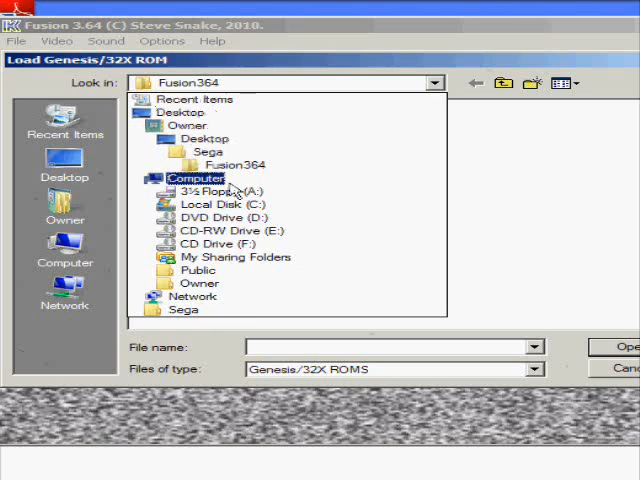 Fusion 3.64 (C) Steve Snake, 2010.
File Video Sound Options Help
Load Genesis/32X ROM
Look in: Fusion364
Recent Items
Desktop
Owner
Desktop
Sega
Fusion364
Computer
3½ Floppy (A:)
Local Disk (C:)
DVD Drive (D:)
CD-RW Drive (E:)
CD Drive (F:)
My Sharing Folders
Public
Owner
Network
Sega
Recent Items
Desktop
Owner
Computer
Network
File name: Ope
Files of type: Genesis/32X ROMS Canc